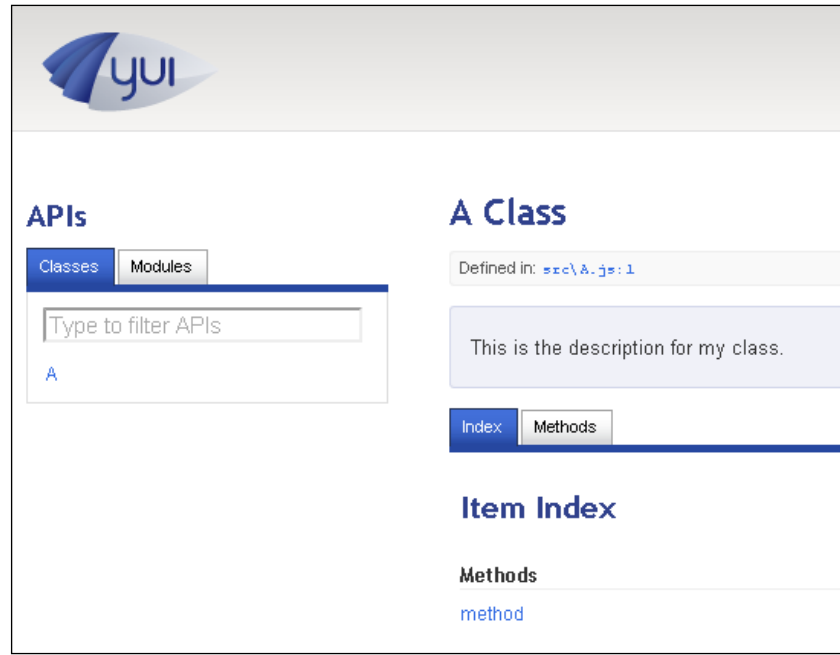 yui
APIs
Classes Modules
Type to filter APIs
A
A Class
Defined in: src\A.js:1
This is the description for my class.
Index Methods
Item Index
Methods
method